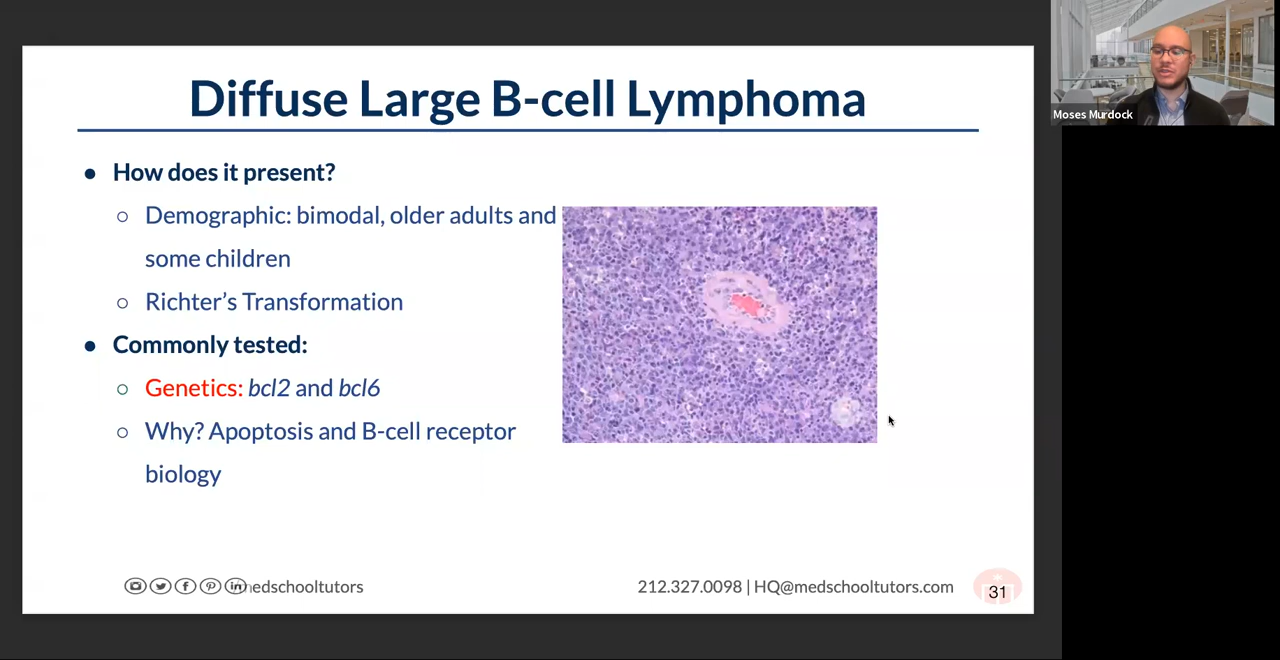 Diffuse Large B-cell Lymphoma
● How does it present?
○ Demographic: bimodal, older adults and
some children
○ Richter's Transformation
● Commonly tested:
○ Genetics: bcl2 and bcl6
○ Why? Apoptosis and B-cell receptor
biology
medschooltutors
212.327.0098 | HQ@medschooltutors.com
31
Moses Murdock